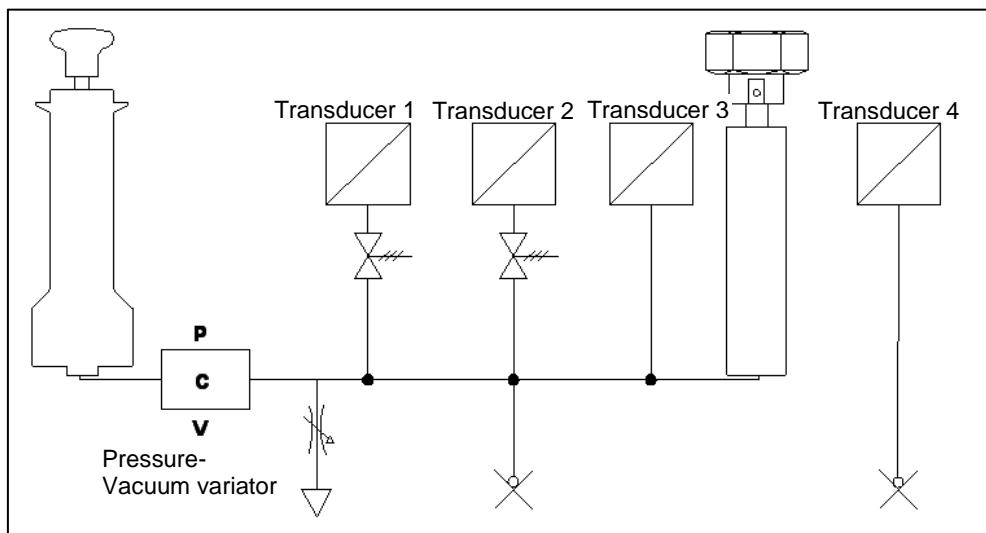 Transducer 1
Transducer 2
Transducer 3
Transducer 4
P
C
V
Pressure-
Vacuum variator